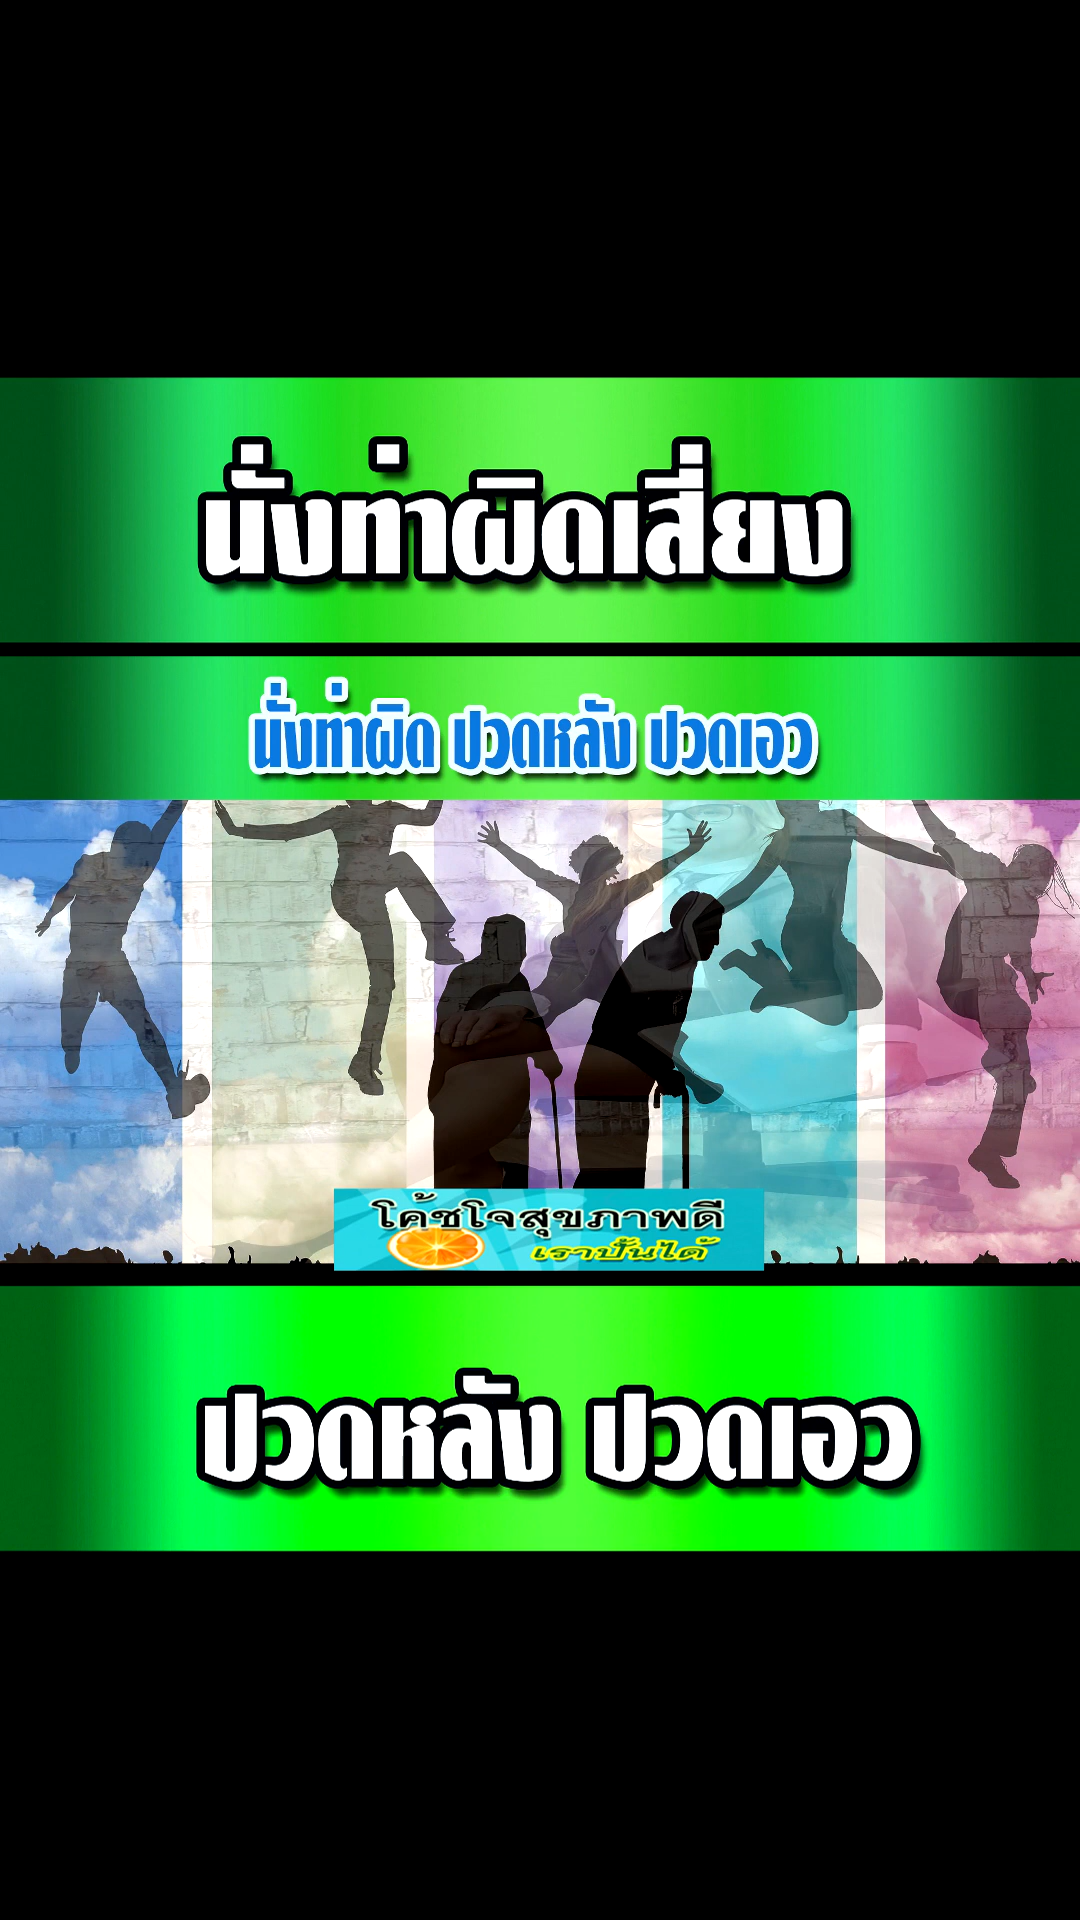 นั่งท่าผิดเสี่ยง
นั่งท่าผิด ปวดหลัง ปวดเอว
โค้ชโจสุขภาพดี
เราปั้นได้
ปวดหลัง ปวดเอว